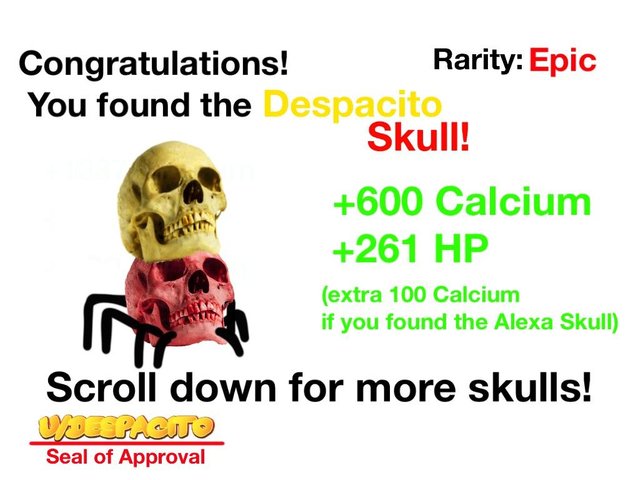 Congratulations!
Rarity: Epic
You found the Despacito
Skull!
+600 Calcium
+261 HP
(extra 100 Calcium
if you found the Alexa Skull)
Scroll down for more skulls!
U/DESPACITO
Seal of Approval